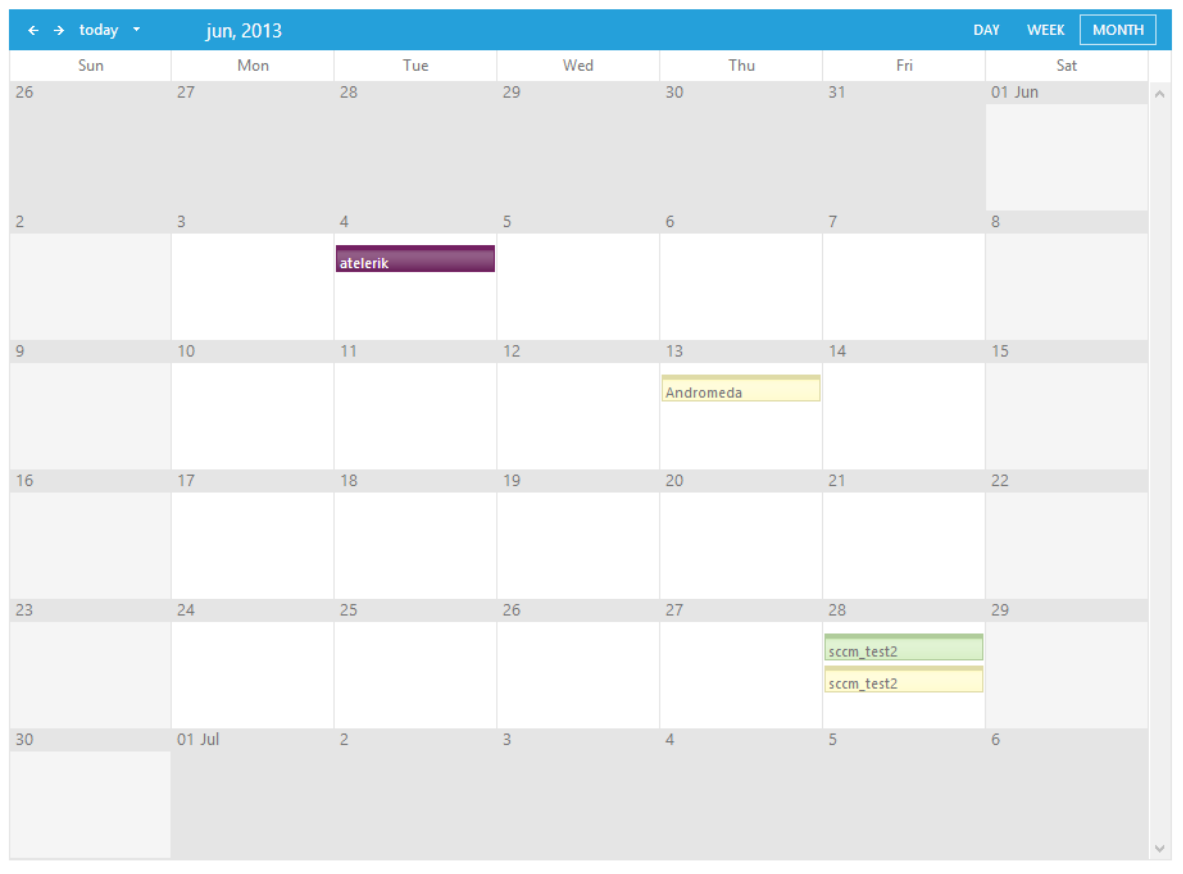 ← → today jun, 2013 DAY WEEK MONTH
Sun Mon Tue Wed Thu Fri Sat
26 27 28 29 30 31 01 Jun
2 3 4 5 6 7 8
atelerik
9 10 11 12 13 14 15
Andromeda
16 17 18 19 20 21 22
23 24 25 26 27 28 29
sccm_test2
sccm_test2
30 01 Jul 2 3 4 5 6